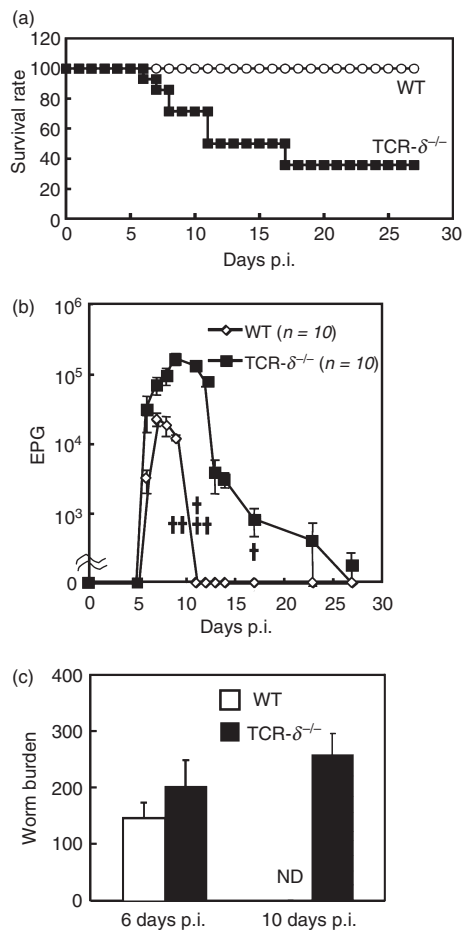 (a)
120
100
80
60
40
20
0
Survival rate
WT
TCR-δ−/−
0 5 10 15 20 25 30
Days p.i.
(b)
10⁶
10⁵
10⁴
10³
0
EPG
WT (n = 10)
TCR-δ−/− (n = 10)
0 5 10 15 20 25 30
Days p.i.
(c)
400
300
200
100
0
Worm burden
WT
TCR-δ−/−
ND
6 days p.i. 10 days p.i.